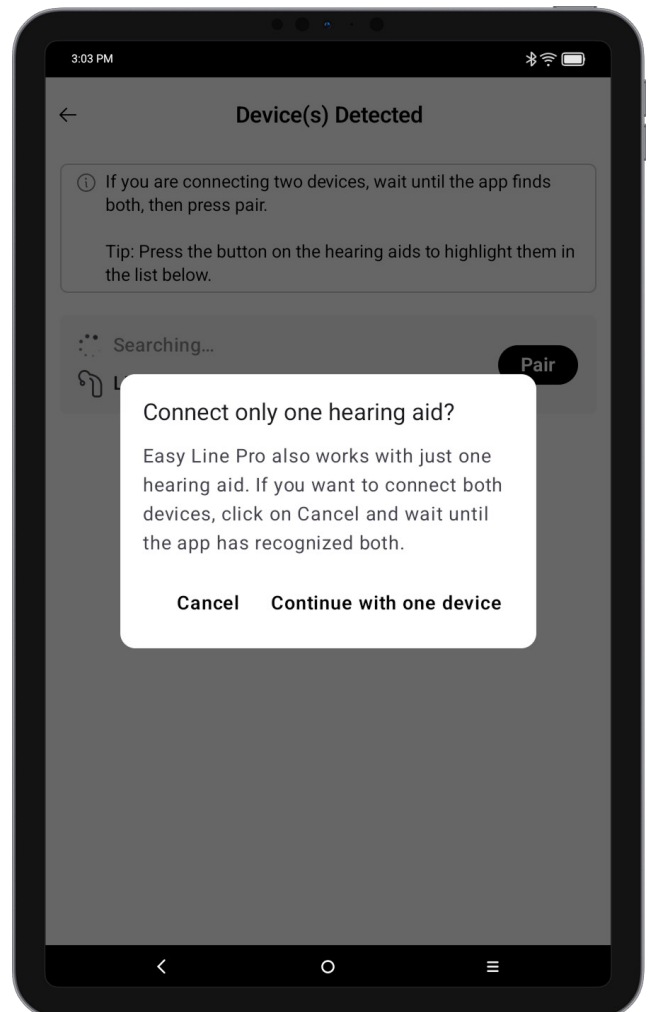 3:03 PM
Device(s) Detected
If you are connecting two devices, wait until the app finds
both, then press pair.
Tip: Press the button on the hearing aids to highlight them in
the list below.
Searching...
Pair
Connect only one hearing aid?
Easy Line Pro also works with just one
hearing aid. If you want to connect both
devices, click on Cancel and wait until
the app has recognized both.
Cancel Continue with one device